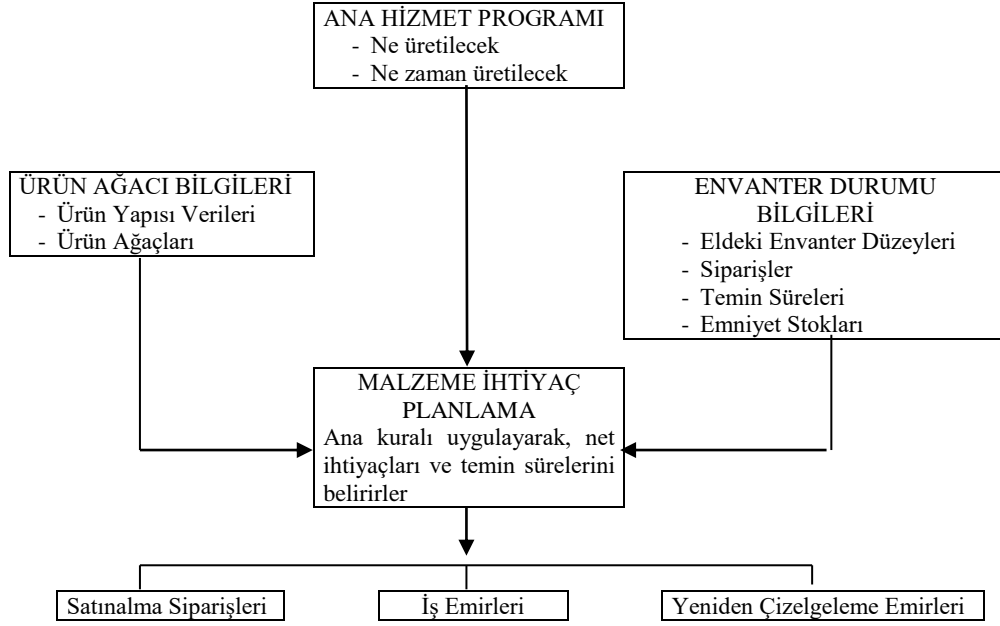 ANA HİZMET PROGRAMI
- Ne üretilecek
- Ne zaman üretilecek
ÜRÜN AĞACI BİLGİLERİ
- Ürün Yapısı Verileri
- Ürün Ağaçları
ENVANTER DURUMU
BİLGİLERİ
- Eldeki Envanter Düzeyleri
- Siparişler
- Temin Süreleri
- Emniyet Stokları
MALZEME İHTİYAÇ
PLANLAMA
Ana kuralı uygulayarak, net
ihtiyaçları ve temin sürelerini
belirirler
Satınalma Siparişleri
İş Emirleri
Yeniden Çizelgeleme Emirleri